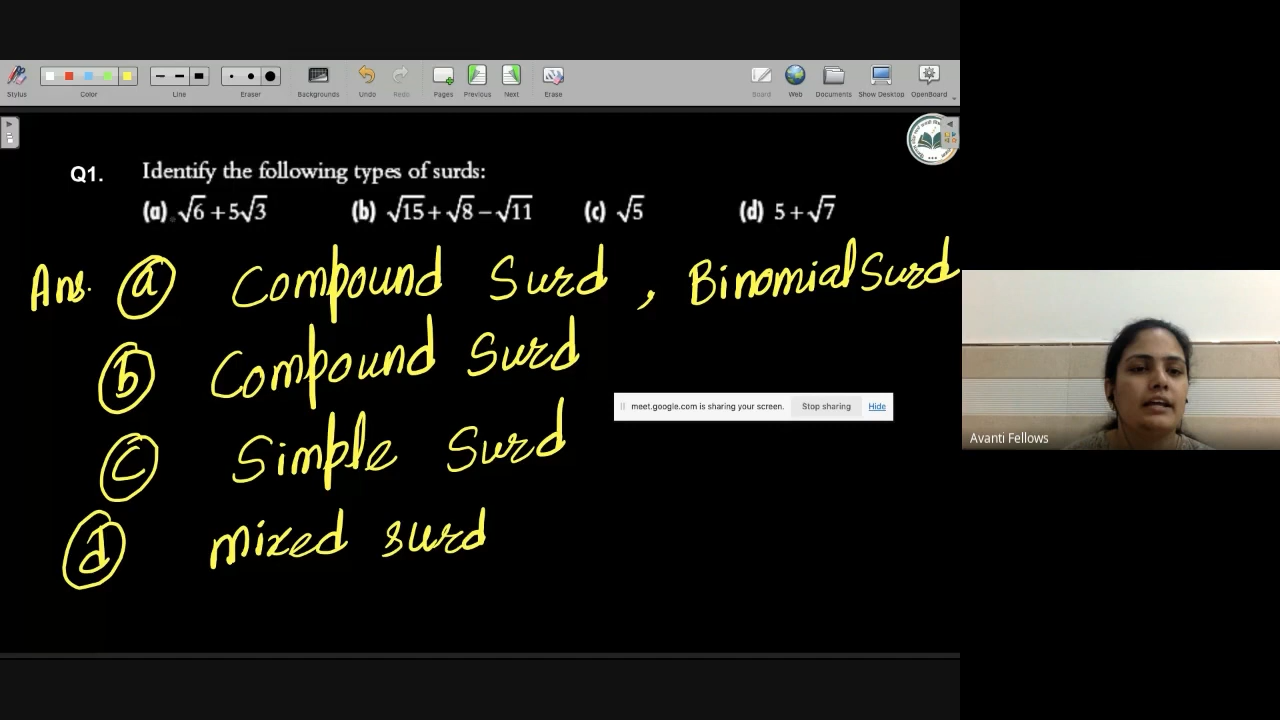 Stylus Color Line Eraser Backgrounds Undo Redo Pages Previous Next Erase Board Web Documents Show Desktop OpenBoard
Q1. Identify the following types of surds:
(a) √6 + 5√3 (b) √15 + √8 − √11 (c) √5 (d) 5 + √7
Ans. (a) Compound Surd, Binomial Surd
(b) Compound Surd
meet.google.com is sharing your screen. Stop sharing Hide
(c) Simple Surd
Avanti Fellows
(d) mixed surd